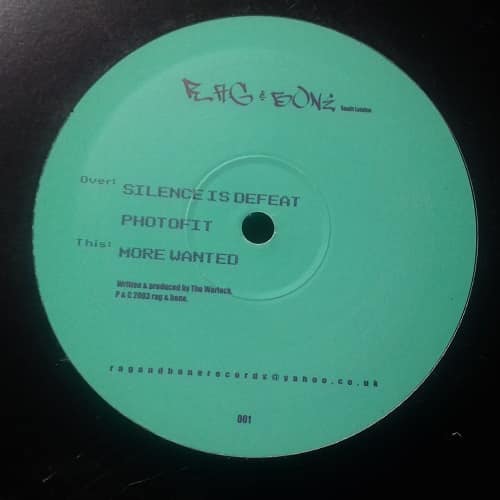 RAG & BONE South London
Over: SILENCE IS DEFEAT
PHOTOFIT
This: MORE WANTED
Written & produced by The Warlock.
P & C 2003 rag & bone.
ragandbonerecords@yahoo.co.uk
001